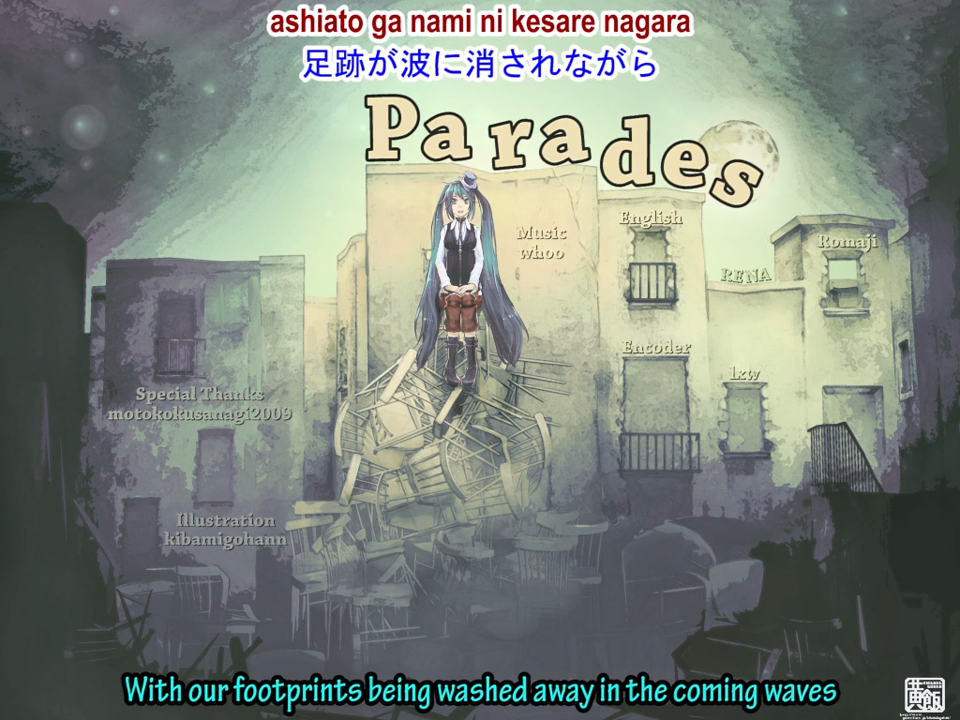 ashiato ga nami ni kesare nagara
足跡が波に消されながら
Parades
Music
whoo
English
RENA
Romaji
Encoder
lxtv
Special Thanks
motokokusanagi2009
Illustration
kibamigohann
With our footprints being washed away in the coming waves